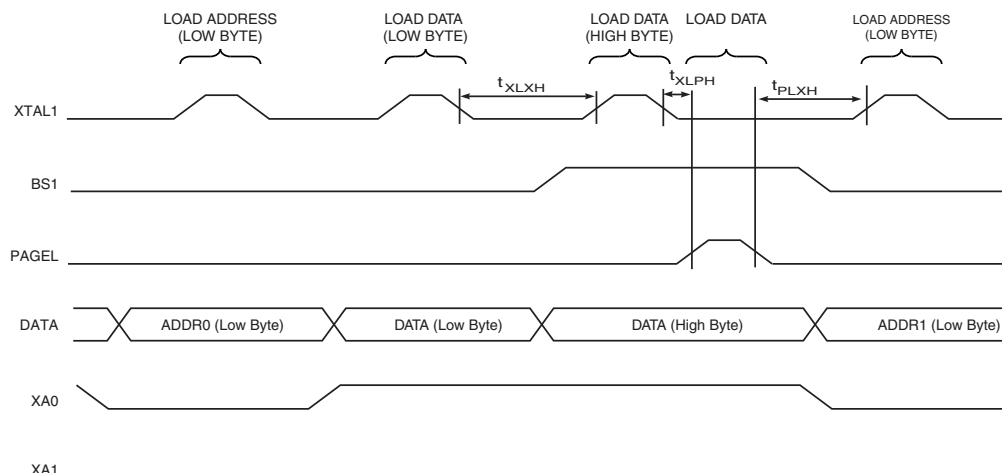 LOAD ADDRESS
(LOW BYTE)
LOAD DATA
(LOW BYTE)
LOAD DATA
(HIGH BYTE)
LOAD DATA
LOAD ADDRESS
(LOW BYTE)
tXLXH
tXLPH
tPLXH
XTAL1
BS1
PAGEL
DATA
ADDR0 (Low Byte)
DATA (Low Byte)
DATA (High Byte)
ADDR1 (Low Byte)
XA0
XA1